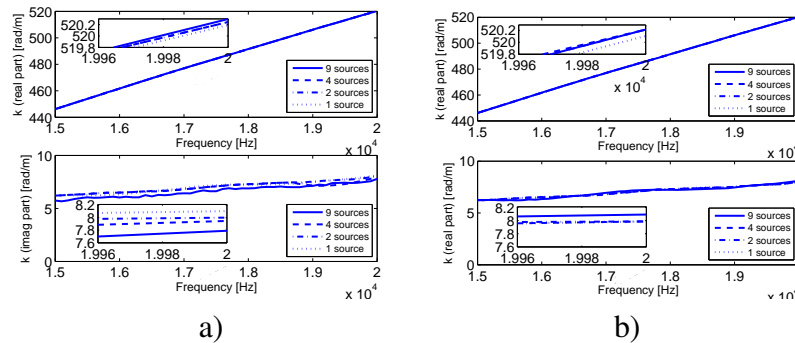 520
500
480
460
440
k (real part) [rad/m]
520.2
520
519.8
1.996 1.998 2
9 sources
4 sources
2 sources
1 source
1.5 1.6 1.7 1.8 1.9 2
Frequency [Hz]
x 10⁴
10
5
0
k (imag part) [rad/m]
8.2
8
7.8
7.6
1.996 1.998 2
9 sources
4 sources
2 sources
1 source
1.5 1.6 1.7 1.8 1.9 2
Frequency [Hz]
x 10⁴
a)
520
500
480
460
440
k (real part) [rad/m]
520.2
520
519.8
1.996 1.998 2
x 10⁴
9 sources
4 sources
2 sources
1 source
1.5 1.6 1.7 1.8 1.9
Frequency [Hz]
x 10
10
5
0
k (real part) [rad/m]
8.2
8
7.8
7.6
1.996 1.998 2
9 sources
4 sources
2 sources
1 source
1.5 1.6 1.7 1.8 1.9
Frequency [Hz]
x 10
b)